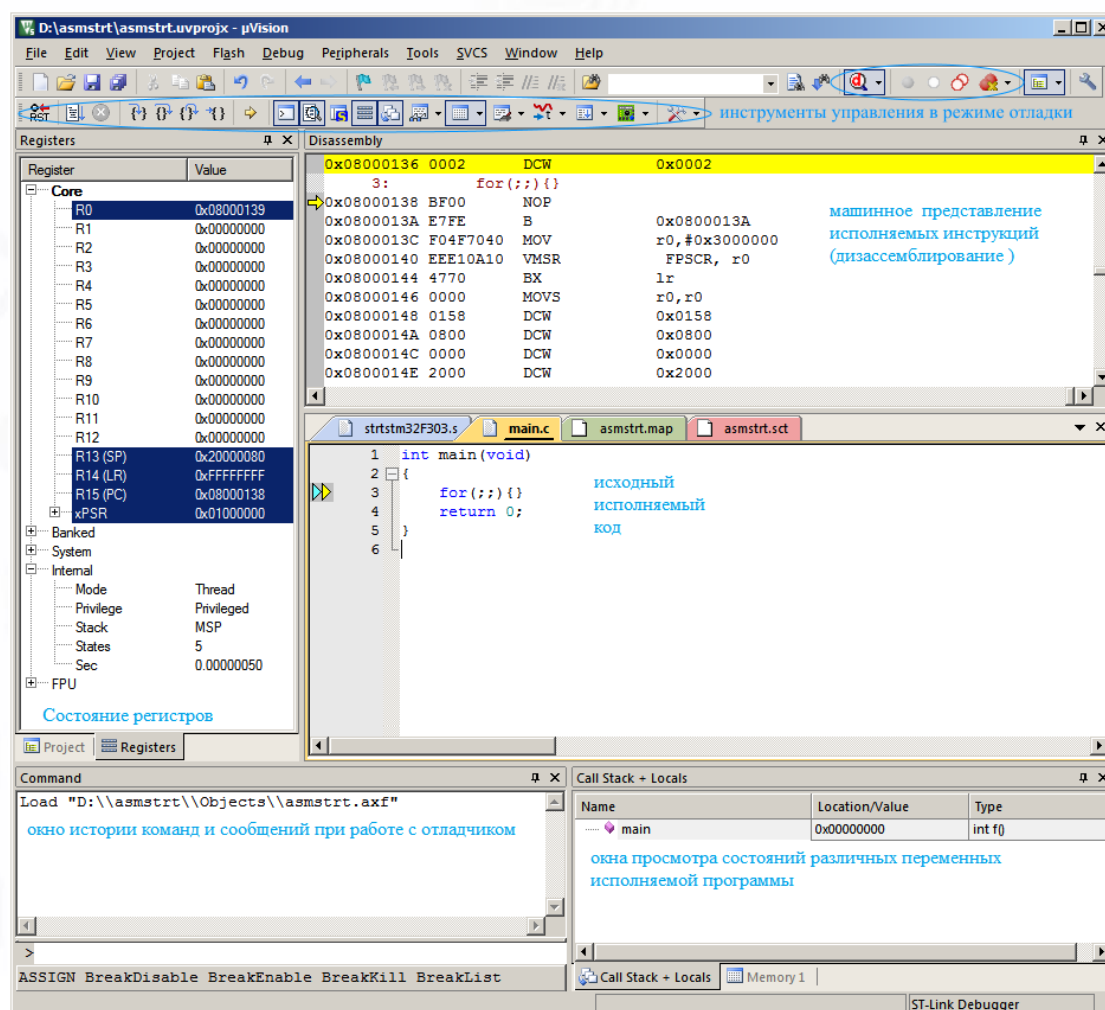 D:\asmstrt\asmstrt.uvprojx - µVision
File Edit View Project Flash Debug Peripherals Tools SVCS Window Help
RST
инструменты управления в режиме отладки
Registers
Register Value
Core
R0 0x08000139
R1 0x00000000
R2 0x00000000
R3 0x00000000
R4 0x00000000
R5 0x00000000
R6 0x00000000
R7 0x00000000
R8 0x00000000
R9 0x00000000
R10 0x00000000
R11 0x00000000
R12 0x00000000
R13 (SP) 0x20000080
R14 (LR) 0xFFFFFFFF
R15 (PC) 0x08000138
xPSR 0x01000000
Banked
System
Internal
Mode Thread
Privilege Privileged
Stack MSP
States 5
Sec 0.00000050
FPU
Состояние регистров
Project Registers
Disassembly
0x08000136 0002 DCW 0x0002
3: for(;;){}
0x08000138 BF00 NOP
0x0800013A E7FE B 0x0800013A
0x0800013C F04F7040 MOV r0,#0x3000000
0x08000140 EEE10A10 VMSR FPSCR, r0
0x08000144 4770 BX lr
0x08000146 0000 MOVS r0,r0
0x08000148 0158 DCW 0x0158
0x0800014A 0800 DCW 0x0800
0x0800014C 0000 DCW 0x0000
0x0800014E 2000 DCW 0x2000
машинное представление
исполняемых инструкций
(дизассемблирование )
strtstm32F303.s main.c asmstrt.map asmstrt.sct
1 int main(void)
2 {
3 for(;;){}
4 return 0;
5 }
6
исходный
исполняемый
код
Command
Load "D:\\asmstrt\\Objects\\asmstrt.axf"
окно истории команд и сообщений при работе с отладчиком
>
ASSIGN BreakDisable BreakEnable BreakKill BreakList
Call Stack + Locals
Name Location/Value Type
main 0x00000000 int f()
окна просмотра состояний различных переменных
исполняемой программы
Call Stack + Locals Memory 1
ST-Link Debugger